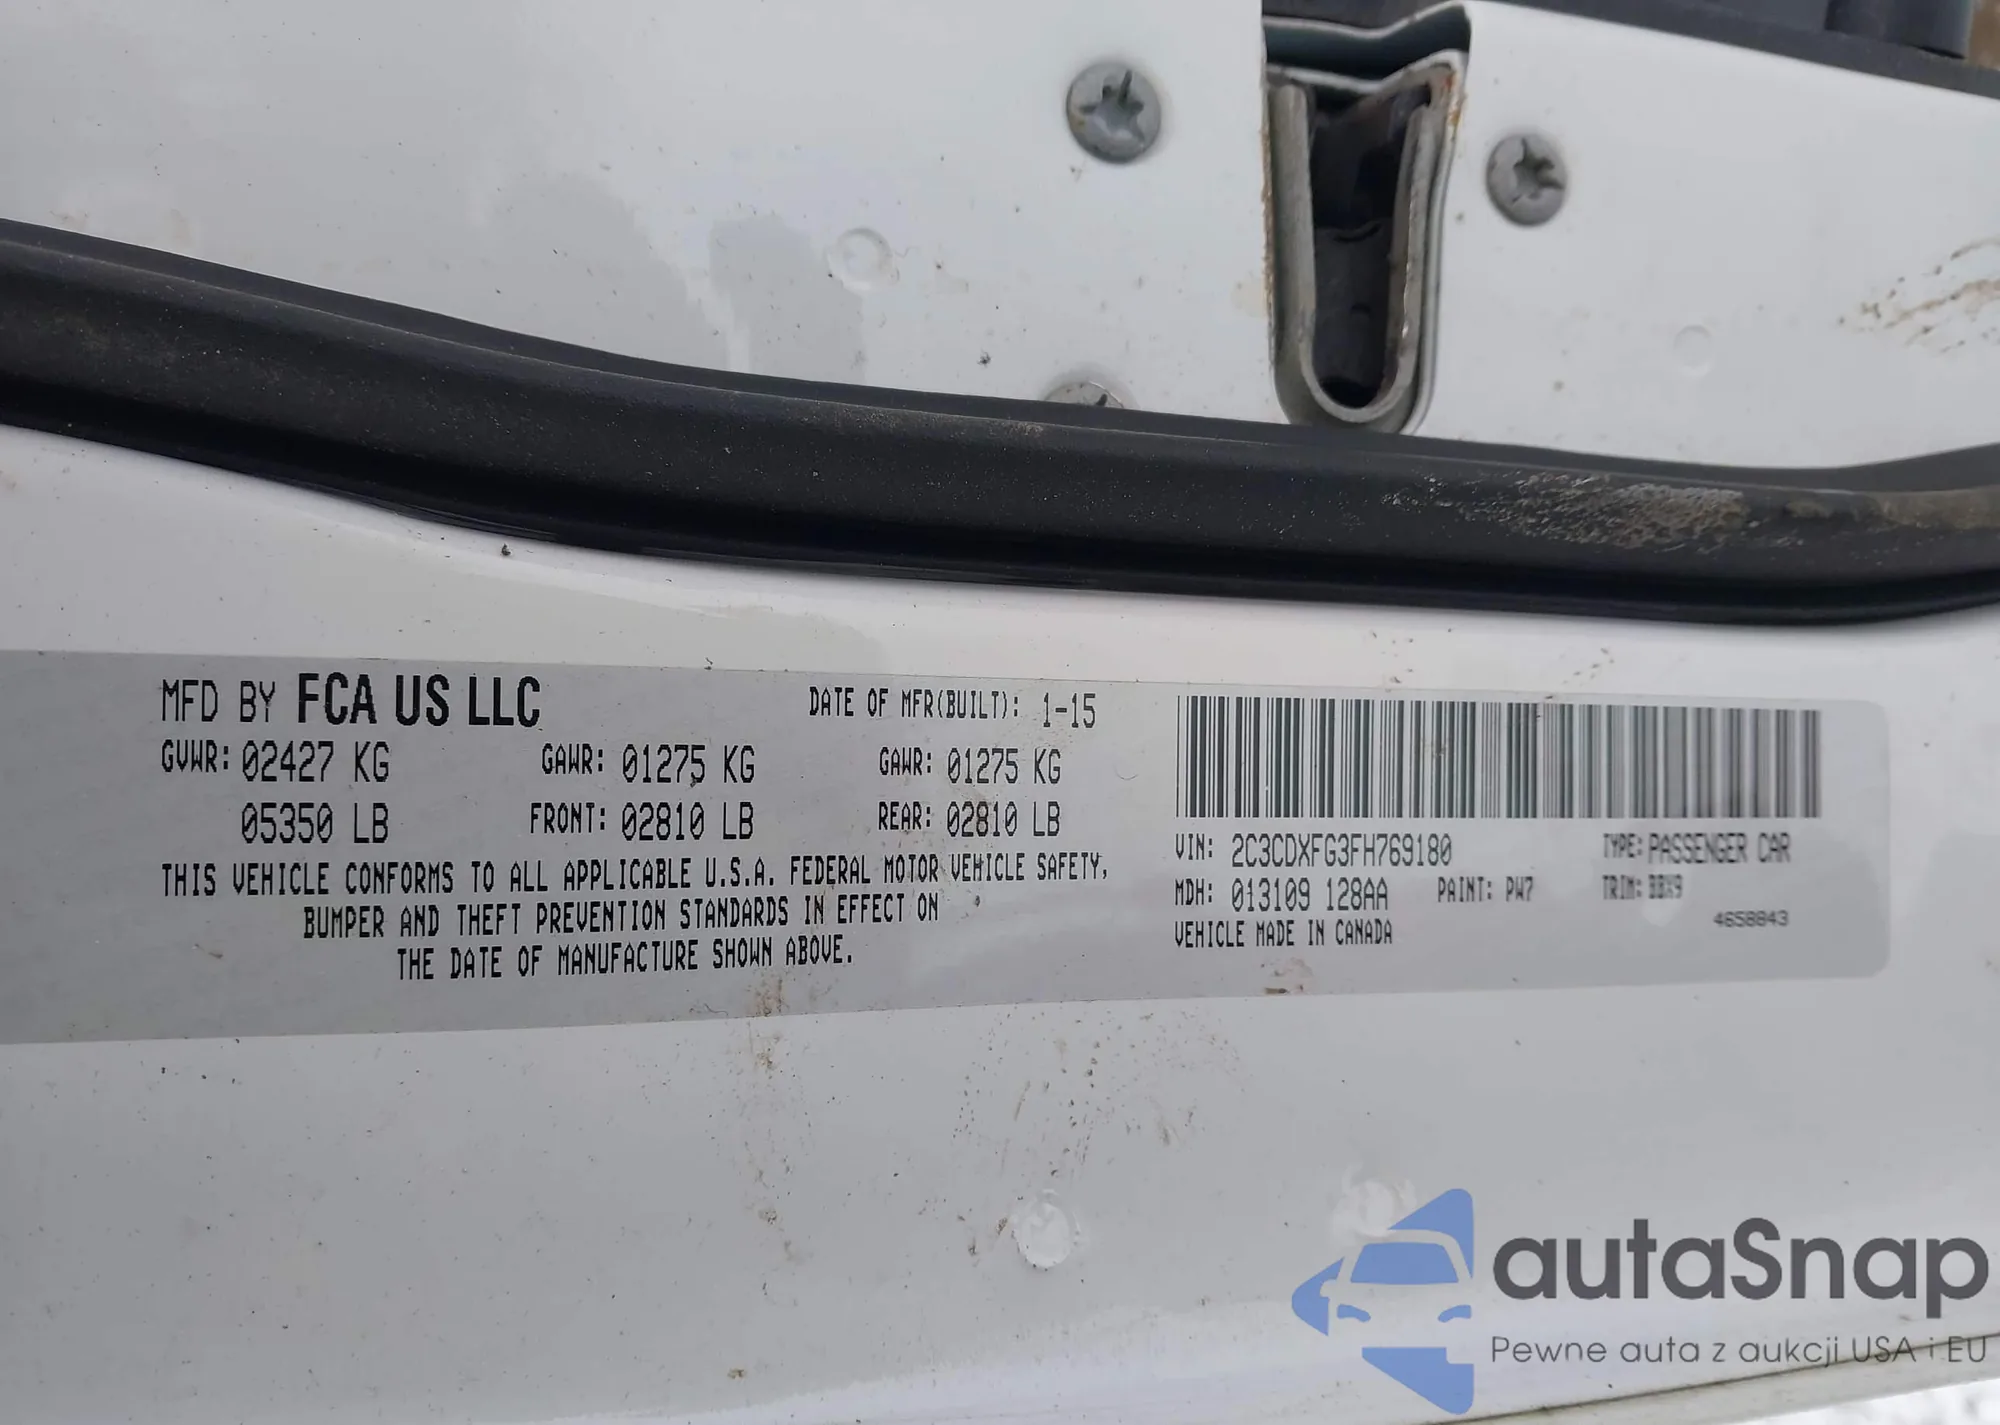 MFD BY FCA US LLC DATE OF MFR(BUILT): 1-15
GVWR: 02427 KG GAWR: 01275 KG GAWR: 01275 KG
05350 LB FRONT: 02810 LB REAR: 02810 LB
THIS VEHICLE CONFORMS TO ALL APPLICABLE U.S.A. FEDERAL MOTOR VEHICLE SAFETY,
BUMPER AND THEFT PREVENTION STANDARDS IN EFFECT ON
THE DATE OF MANUFACTURE SHOWN ABOVE.
VIN: 2C3CDXFG3FH769180 TYPE: PASSENGER CAR
MDH: 013109 128AA PAINT: PW7 TRIM: BBX9
VEHICLE MADE IN CANADA 4658843
autaSnap
Pewne auta z aukcji USA i EU